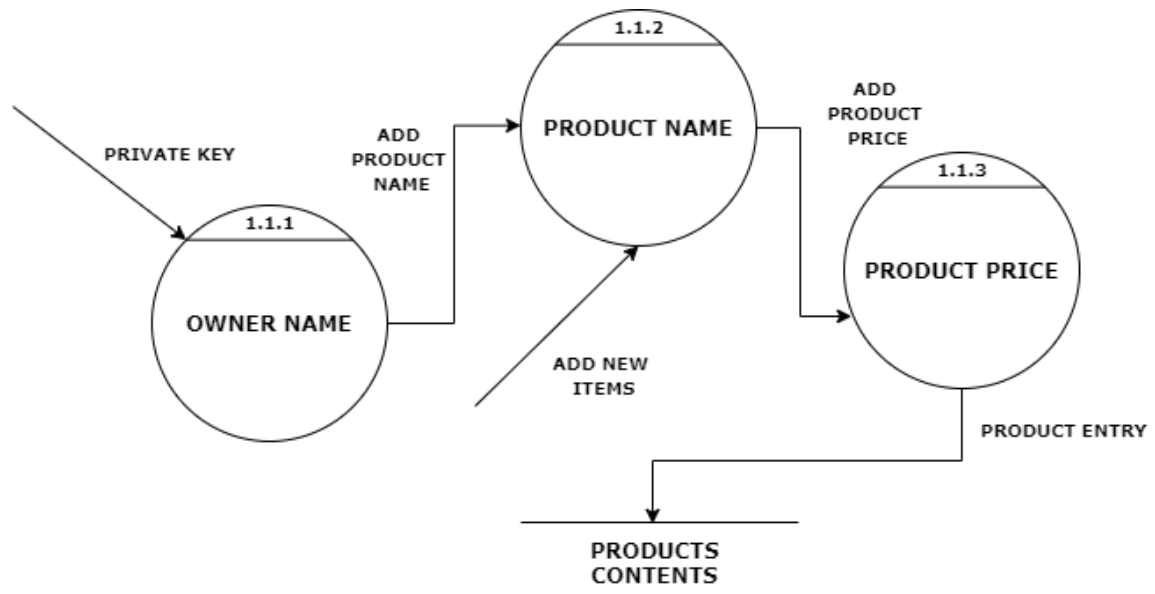 1.1.2
PRODUCT NAME
ADD
PRODUCT
PRICE
PRIVATE KEY
ADD
PRODUCT
NAME
1.1.3
PRODUCT PRICE
1.1.1
OWNER NAME
ADD NEW
ITEMS
PRODUCT ENTRY
PRODUCTS
CONTENTS